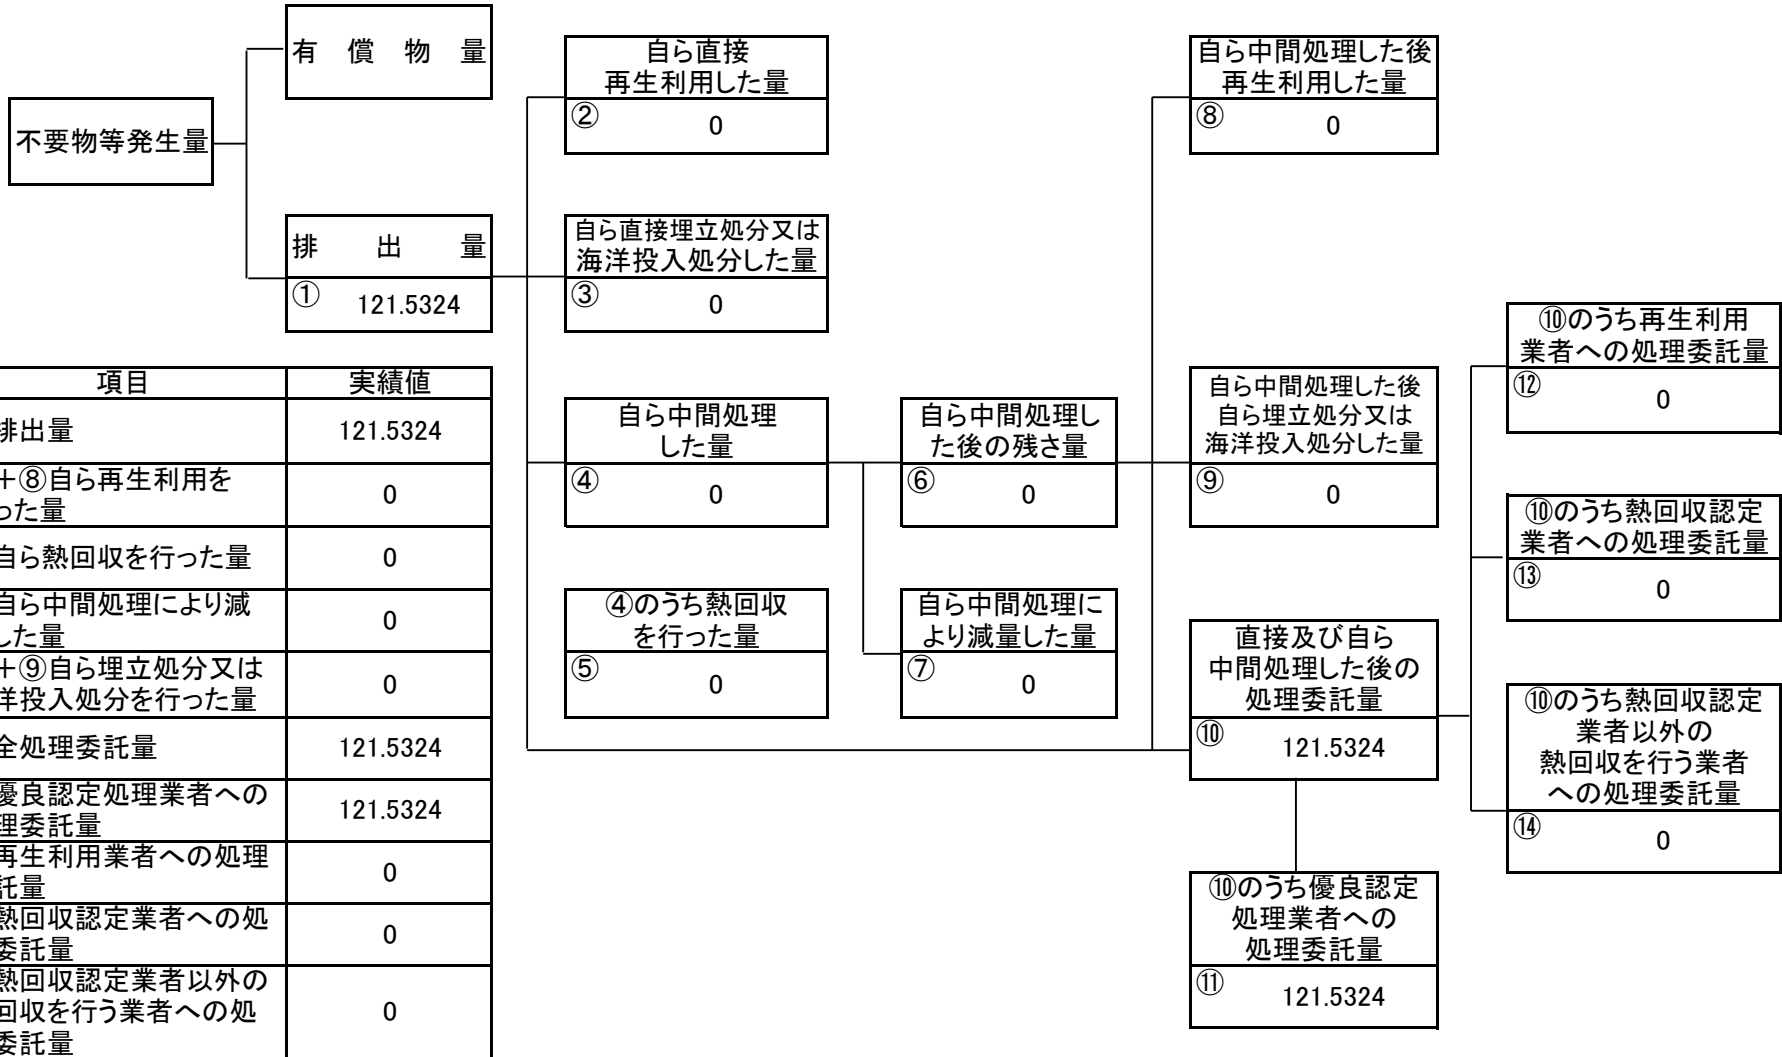 有　償　物　量
不要物等発生量
排　出　量
① 121.5324
自ら直接
再生利用した量
② 0
自ら直接埋立処分又は
海洋投入処分した量
③ 0
自ら中間処理
した量
④ 0
④のうち熱回収
を行った量
⑤ 0
自ら中間処理し
た後の残さ量
⑥ 0
自ら中間処理に
より減量した量
⑦ 0
自ら中間処理した後
再生利用した量
⑧ 0
自ら中間処理した後
自ら埋立処分又は
海洋投入処分した量
⑨ 0
直接及び自ら
中間処理した後の
処理委託量
⑩ 121.5324
⑩のうち優良認定
処理業者への
処理委託量
⑪ 121.5324
⑩のうち再生利用
業者への処理委託量
⑫ 0
⑩のうち熱回収認定
業者への処理委託量
⑬ 0
⑩のうち熱回収認定
業者以外の
熱回収を行う業者
への処理委託量
⑭ 0
項目 実績値
排出量 121.5324
＋⑧自ら再生利用を
った量 0
自ら熱回収を行った量 0
自ら中間処理により減
した量 0
＋⑨自ら埋立処分又は
洋投入処分を行った量 0
全処理委託量 121.5324
優良認定処理業者への
理委託量 121.5324
再生利用業者への処理
託量 0
熱回収認定業者への処
委託量 0
熱回収認定業者以外の
回収を行う業者への処
委託量 0